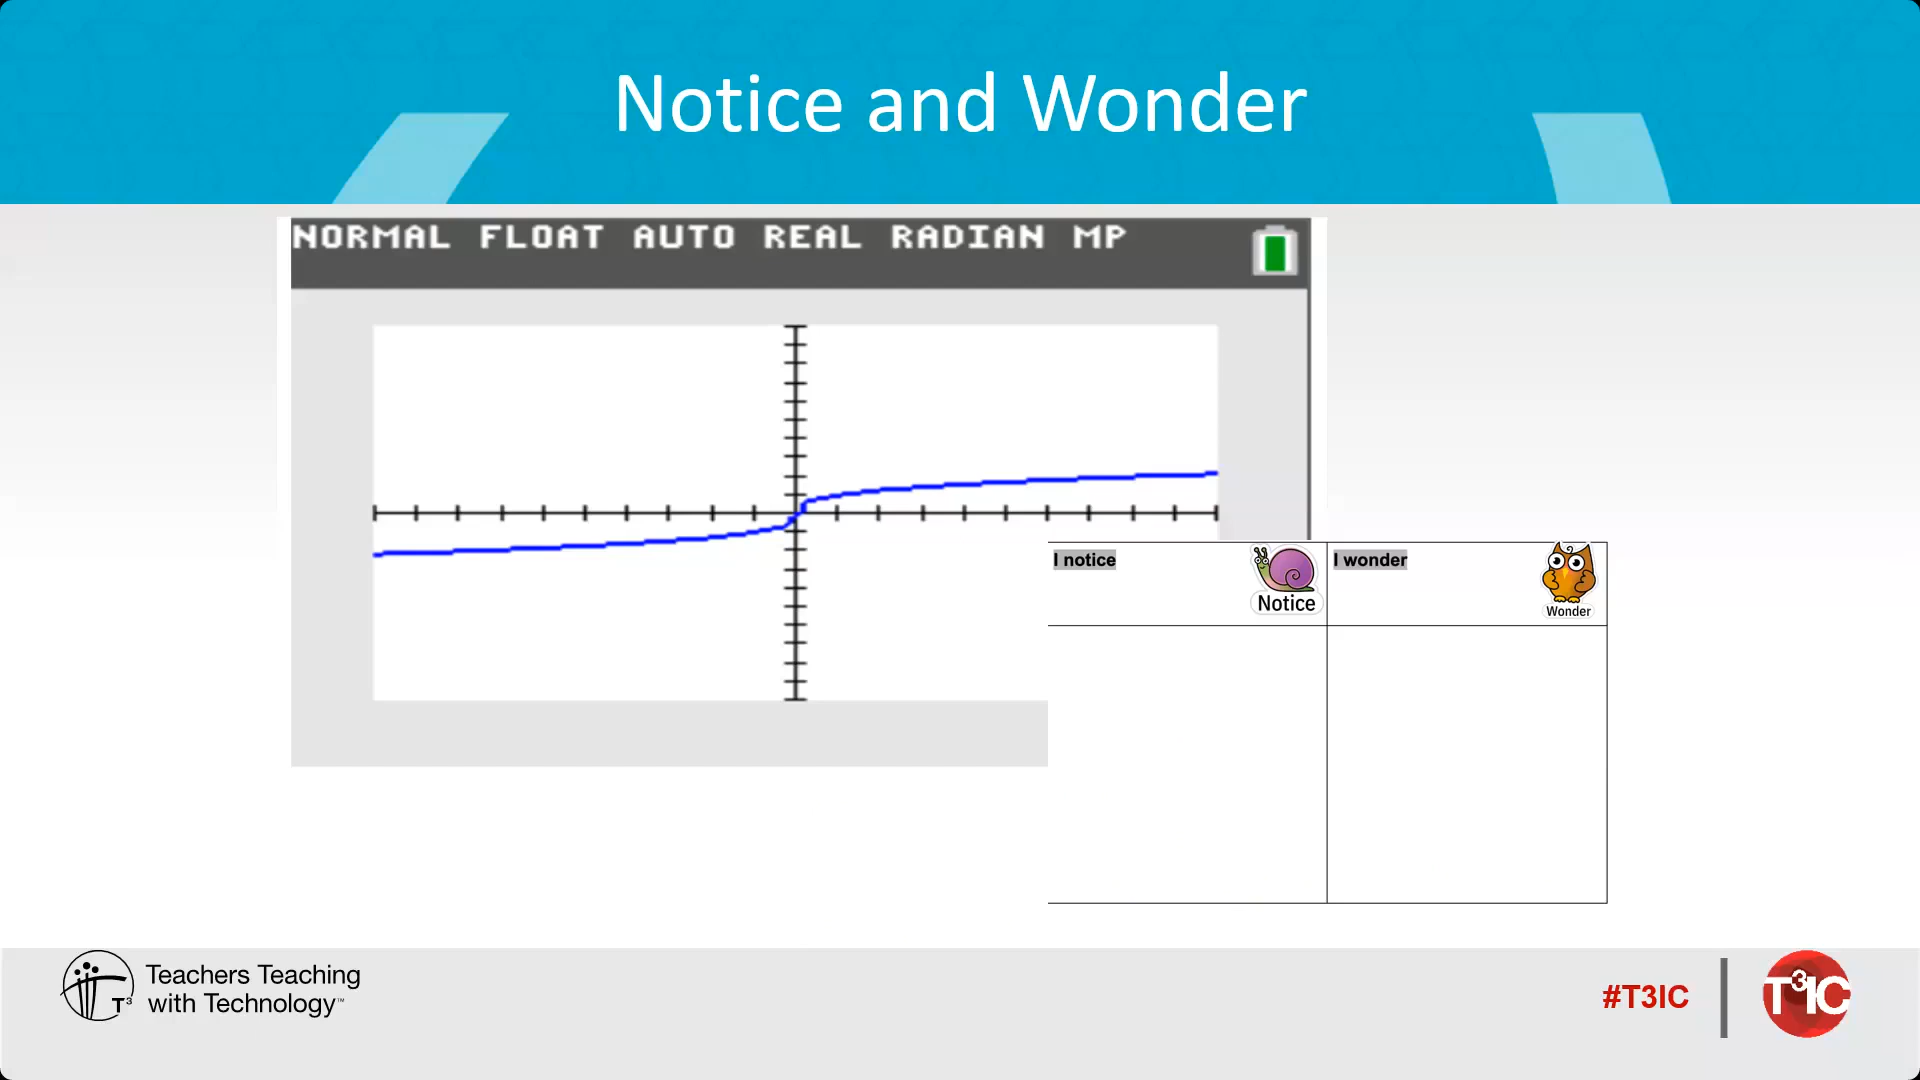 Notice and Wonder
NORMAL FLOAT AUTO REAL RADIAN MP
I notice
Notice
I wonder
Wonder
T³
Teachers Teaching
with Technology™
#T3IC
T³IC